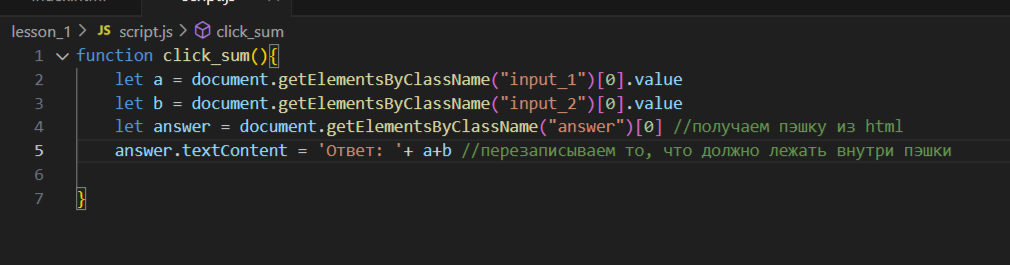 script.js
lesson_1 > JS script.js > click_sum
1 function click_sum(){
2 let a = document.getElementsByClassName("input_1")[0].value
3 let b = document.getElementsByClassName("input_2")[0].value
4 let answer = document.getElementsByClassName("answer")[0] //получаем пэшку из html
5 answer.textContent = 'Ответ: '+ a+b //перезаписываем то, что должно лежать внутри пэшки
6
7 }